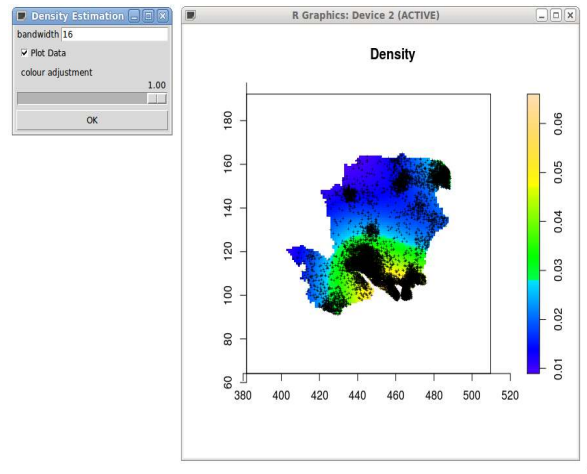 Density Estimation
bandwidth 16
Plot Data
colour adjustment
1.00
OK
R Graphics: Device 2 (ACTIVE)
Density
180
160
140
120
100
80
60
380 400 420 440 460 480 500 520
0.06
0.05
0.04
0.03
0.02
0.01